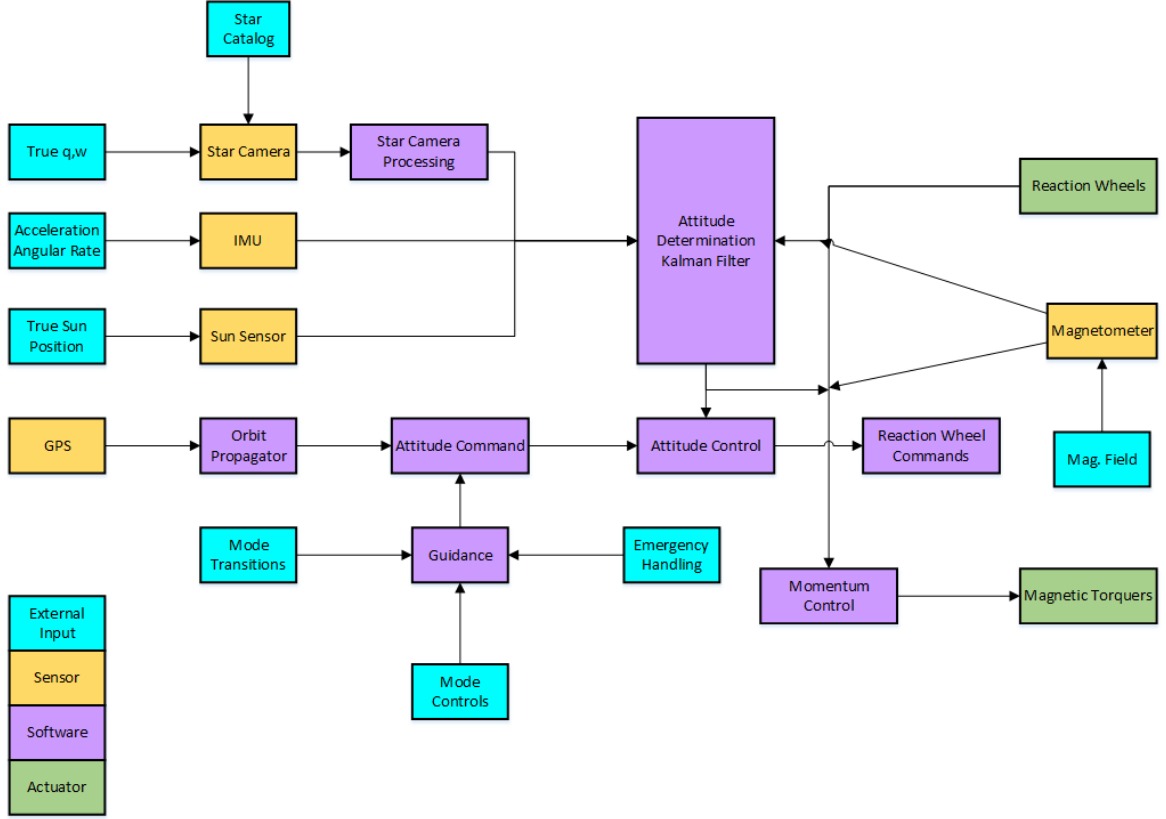 Star
Catalog
True q,w
Star Camera
Star Camera
Processing
Acceleration
Angular Rate
IMU
Attitude
Determination
Kalman Filter
Reaction Wheels
True Sun
Position
Sun Sensor
Magnetometer
GPS
Orbit
Propagator
Attitude Command
Attitude Control
Reaction Wheel
Commands
Mag. Field
Mode
Transitions
Guidance
Emergency
Handling
Momentum
Control
Magnetic Torquers
Mode
Controls
External
Input
Sensor
Software
Actuator